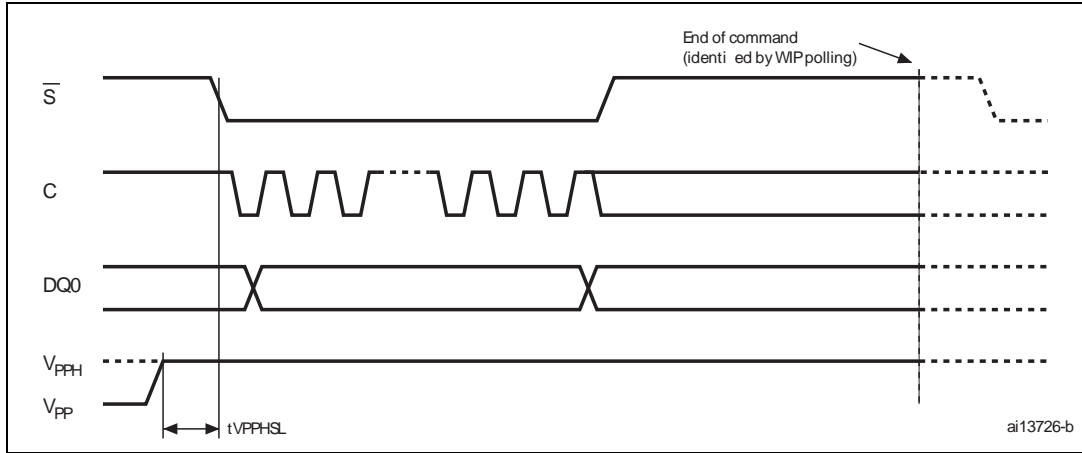 End of command
(identi ed by WIP polling)
S
C
DQ0
VPPH
VPP
tVPPHSL
ai13726-b